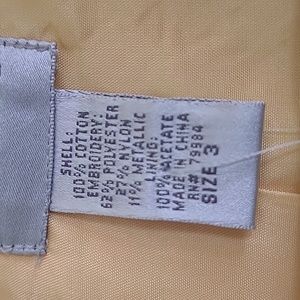 SHELL:
100% COTTON
EMBROIDERY:
62% POLYESTER
27% NYLON
11% METALLIC
LINING:
100% ACETATE
MADE IN CHINA
RN# 79984
SIZE 3